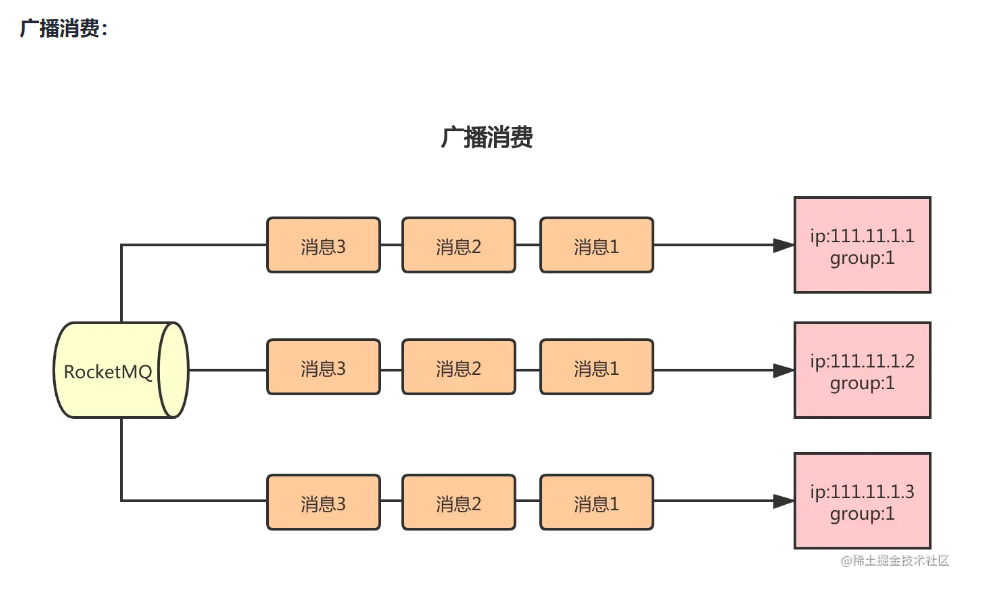 广播消费：
广播消费
消息3
消息2
消息1
ip:111.11.1.1
group:1
RocketMQ
消息3
消息2
消息1
ip:111.11.1.2
group:1
消息3
消息2
消息1
ip:111.11.1.3
group:1
@稀土掘金技术社区